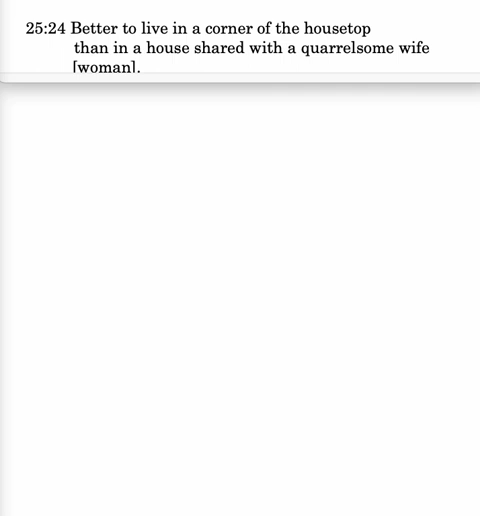 25:24 Better to live in a corner of the housetop
than in a house shared with a quarrelsome wife
[woman].